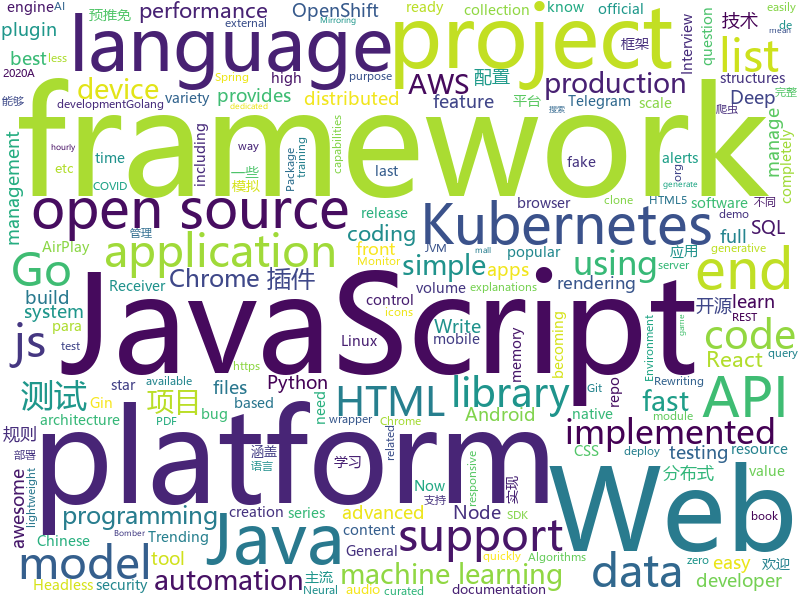 engine
AI
预推免
architecture
performance
OpenShift
external
Mirroring
ready
collection
know
official
easily
de
mean
plugin
best
language
project
框架
Interview
技术
question
2020A
Spring
less
device
AWS
配置
list
structures
purpose
dedicated
能够
developmentGolang
high
production
平台
Telegram
scale
Deep
爬虫
完整
variety
provides
distributed
feature
搜索
framework
hourly
management
time
etc
COVID
including
way
一些
模拟
Package
training
capabilities
last
fake
org
alerts
manage
completely
open source
release
browser
HTML5
clone
generate
software
不同
demo
para
管理
AirPlay
Go
application
coding
Kubernetes
popular
full
SQL
generative
JVM
mall
front
Monitor
simple
apps
using
应用
server
end
Receiver
build
system
Chrome 插件
icons
control
volume
explanations
rendering
开源
learn
REST
js
JavaScript
test
Linux
mobile
Write
memory
becoming
Environment
code
game
query
React
Rewriting
star
https
测试
files
available
Python
need
wrapper
Git
repo
项目
HTML
library
fast
API
Gin
based
PDF
bug
Android
native
module
规则
部署
涵盖
语言
Chrome
related
学习
platform
implemented
CSS
deploy
testing
resource
awesome
lightweight
Now
支持
responsive
SDK
实现
分布式
value
Web
book
programming
creation
series
advanced
Node
Java
support
Chinese
Bomber
Trending
content
General
quickly
Algorithms
zero
easy
欢迎
model
tool
Headless
security
automation
主流
Neural
audio
machine learning
curated
data
developer